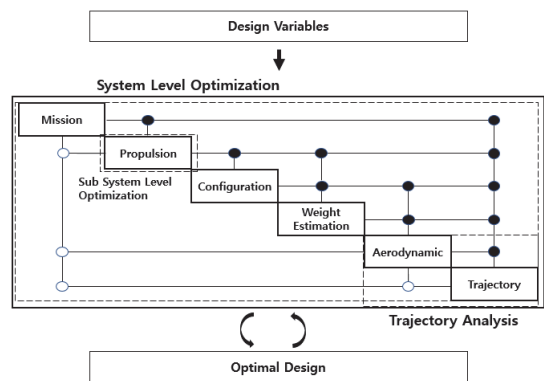 Design Variables
System Level Optimization
Mission
Propulsion
Sub System Level
Optimization
Configuration
Weight
Estimation
Aerodynamic
Trajectory
Trajectory Analysis
Optimal Design